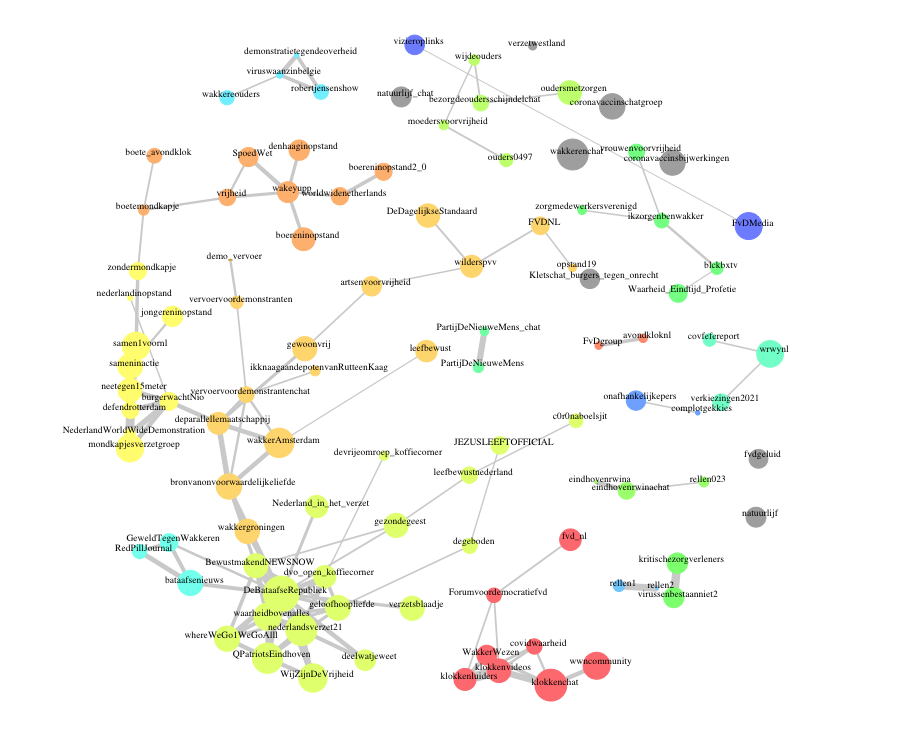 vizieroplinks
verzetwestland
demonstratietegendeoverheid
wijdeouders
viruswaanzinbelgie
wakkereouders
robertjensenshow
natuurlijf_chat
bezorgdeoudersschijndelchat
oudersmetzorgen
coronavaccinschatgroep
moedersvoorvrijheid
boete_avondklok
SpoedWet
denhaaginopstand
ouders0497
wakkerenchat
vrouwenvoorvrijheid
coronavaccinsbijwerkingen
boereninopstand2_0
vrijheid
wakeyupp
worldwidenetherlands
boetemondkapje
DeDagelijkseStandaard
zorgmedewerkersverenigd
ikzorgenbenwakker
FVDNL
FvDMedia
boereninopstand
demo_vervoer
zondermondkapje
wilderspvv
opstand19
Kletschat_burgers_tegen_onrecht
blckbxtv
artsenvoorvrijheid
nederlandinopstand
vervoervoordemonstranten
Waarheid_Eindtijd_Profetie
jongereninopstand
PartijDeNieuweMens_chat
samen1voornl
gewoonvrij
leefbewust
FvDgroup
avondkloknl
covtefereport
wrwynl
saminactie
ikknaagaandepotenvanRutteenKaag
PartijDeNieuweMens
neetegen15meter
burgerwachtNio
vervoervoordemonstrantenchat
onafhankelijkepers
complotgekkies
verkiezingen2021
defendrotterdam
deparallellemaatschappij
c0r0naboelsjit
NederlandWorldWideDemonstration
mondkapjesverzetgroep
wakkerAmsterdam
JEZUSLEEFTOFFICIAL
devrijeomroep_koffiecorner
fvdgeluid
bronvanonvoorwaardelijkeliefde
leefbewustnederland
eindhovenrwina
eindhovenrwinachat
rellen023
Nederland_in_het_verzet
natuurlijf
wakkergroningen
gezondegeest
GeweldTegenWakkeren
RedPillJournal
degeboden
fvd_nl
BewustmakendNEWSNOW
dvo_open_koffiecorner
kritischezorgverleners
bataafsenieuws
DeBataafseRepubliek
Forumvoordemocratiefvd
rellen1
rellen2
virussenbestaanniet2
waarheidbovenalles
geloofhoopliefde
verzetsblaadje
nederlandsverzet21
whereWeGo1WeGoAlll
covidwaarheid
QPatriotsEindhoven
deelwatjeweet
WakkerWezen
klokkenvideos
wwncommunity
WijZijnDeVrijheid
klokkenluiders
klokkenchat